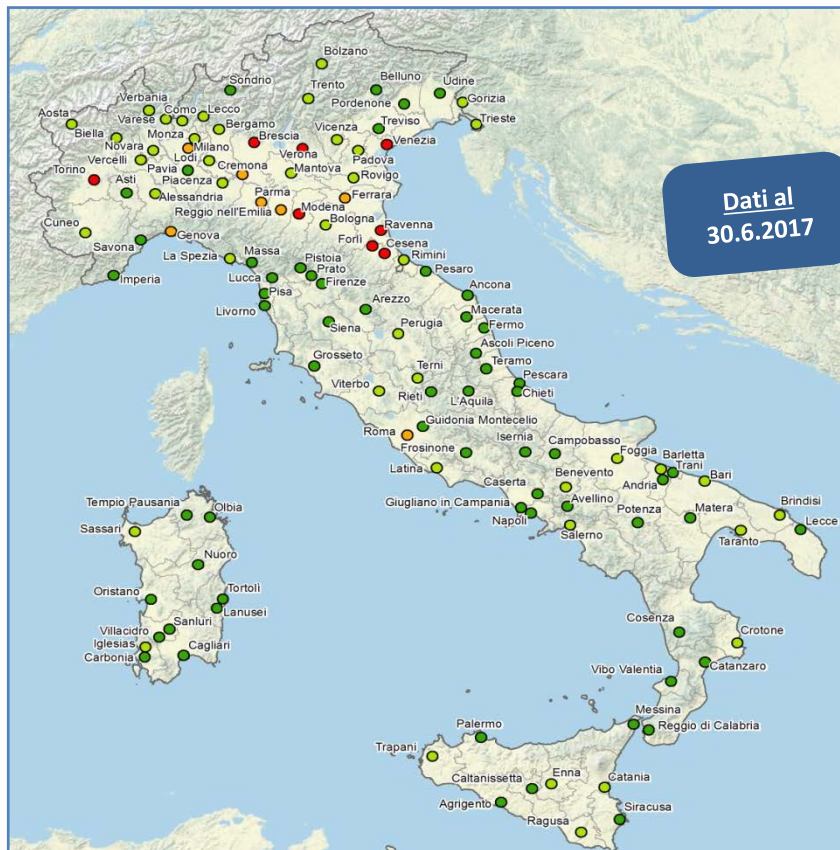 Bolzano
Sondrio
Belluno
Udine
Trento
Verbania
Pordenone
Gorizia
Aosta
Varese
Como
Lecco
Treviso
Trieste
Biella
Monza
Bergamo
Brescia
Vicenza
Novara
Milano
Venezia
Vercelli
Lodi
Verona
Padova
Torino
Pavia
Cremona
Mantova
Rovigo
Asti
Piacenza
Parma
Ferrara
Alessandria
Reggio nell'Emilia
Modena
Cuneo
Genova
Bologna
Ravenna
Savona
Forlì
Cesena
La Spezia
Massa
Rimini
Pistoia
Imperia
Lucca
Prato
Pesaro
Firenze
Pisa
Ancona
Livorno
Arezzo
Macerata
Siena
Perugia
Fermo
Ascoli Piceno
Grosseto
Teramo
Terni
Pescara
Viterbo
Rieti
L'Aquila
Chieti
Guidonia Montecelio
Roma
Isernia
Campobasso
Frosinone
Foggia
Barletta
Latina
Trani
Benevento
Bari
Caserta
Andria
Tempio Pausania
Giugliano in Campania
Avellino
Brindisi
Olbia
Potenza
Matera
Sassari
Napoli
Lecce
Salerno
Taranto
Nuoro
Oristano
Tortolì
Lanusei
Villacidro
Sanluri
Cosenza
Crotone
Iglesias
Cagliari
Carbonia
Catanzaro
Vibo Valentia
Messina
Palermo
Reggio di Calabria
Trapani
Caltanissetta
Enna
Catania
Agrigento
Siracusa
Ragusa
Dati al
30.6.2017